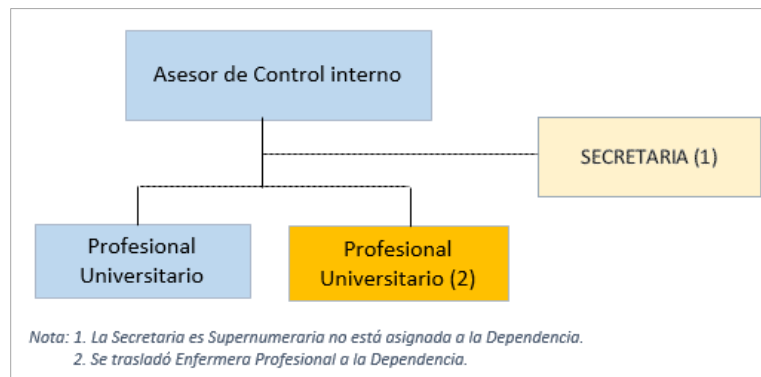 Asesor de Control interno
SECRETARIA (1)
Profesional
Universitario
Profesional
Universitario (2)
Nota: 1. La Secretaria es Supernumeraria no está asignada a la Dependencia.
2. Se trasladó Enfermera Profesional a la Dependencia.